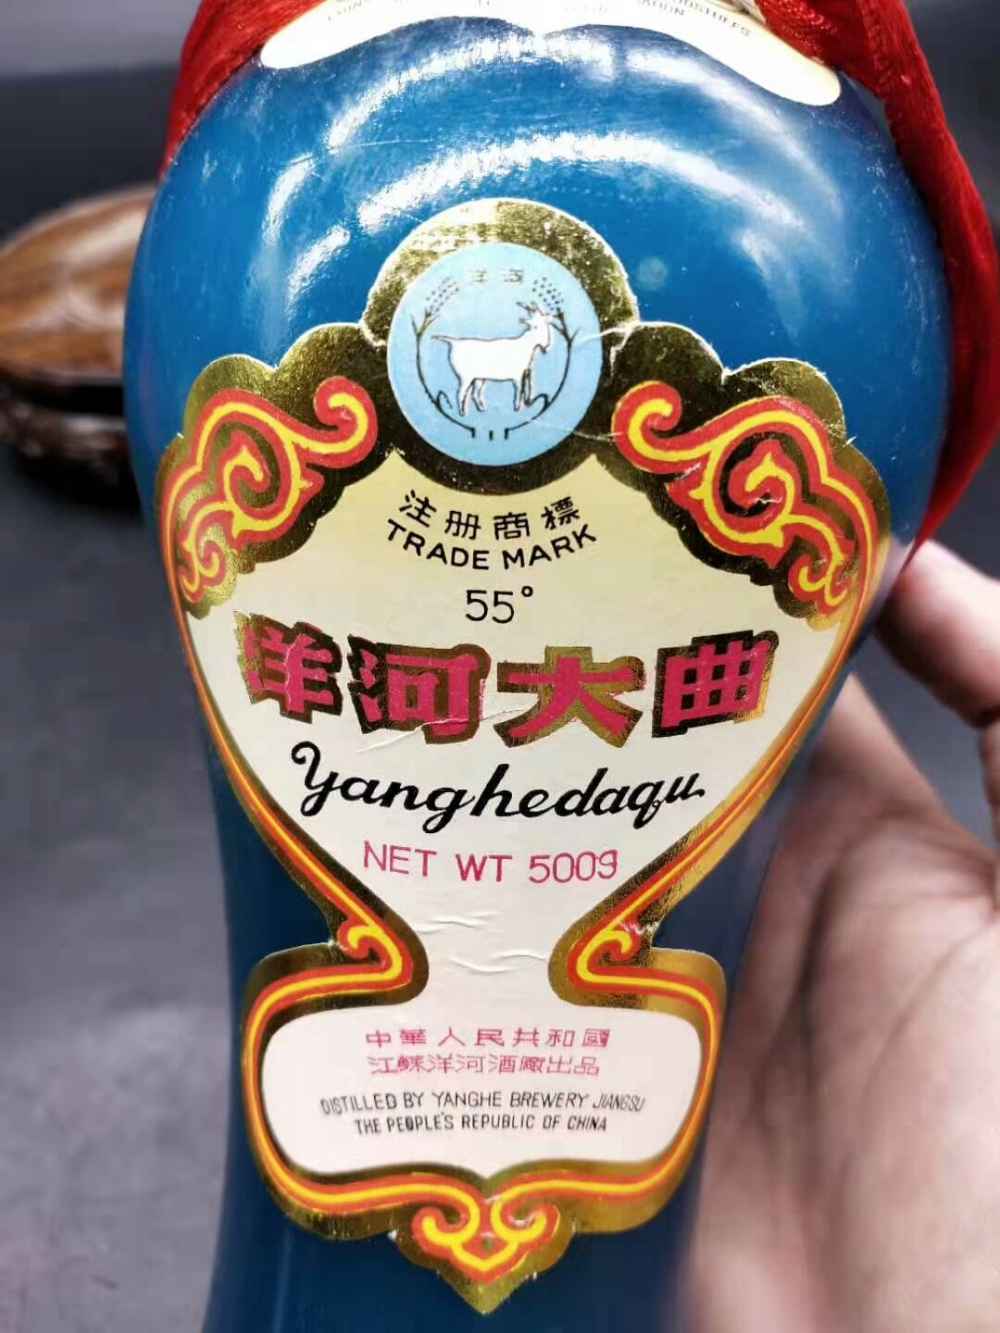 洋河
注册商標
TRADE MARK
55°
洋河大曲
Yanghedaqu
NET WT 500g
中華人民共和國
江蘇洋河酒廠出品
DISTILLED BY YANGHE BREWERY JIANGSU
THE PEOPLE'S REPUBLIC OF CHINA